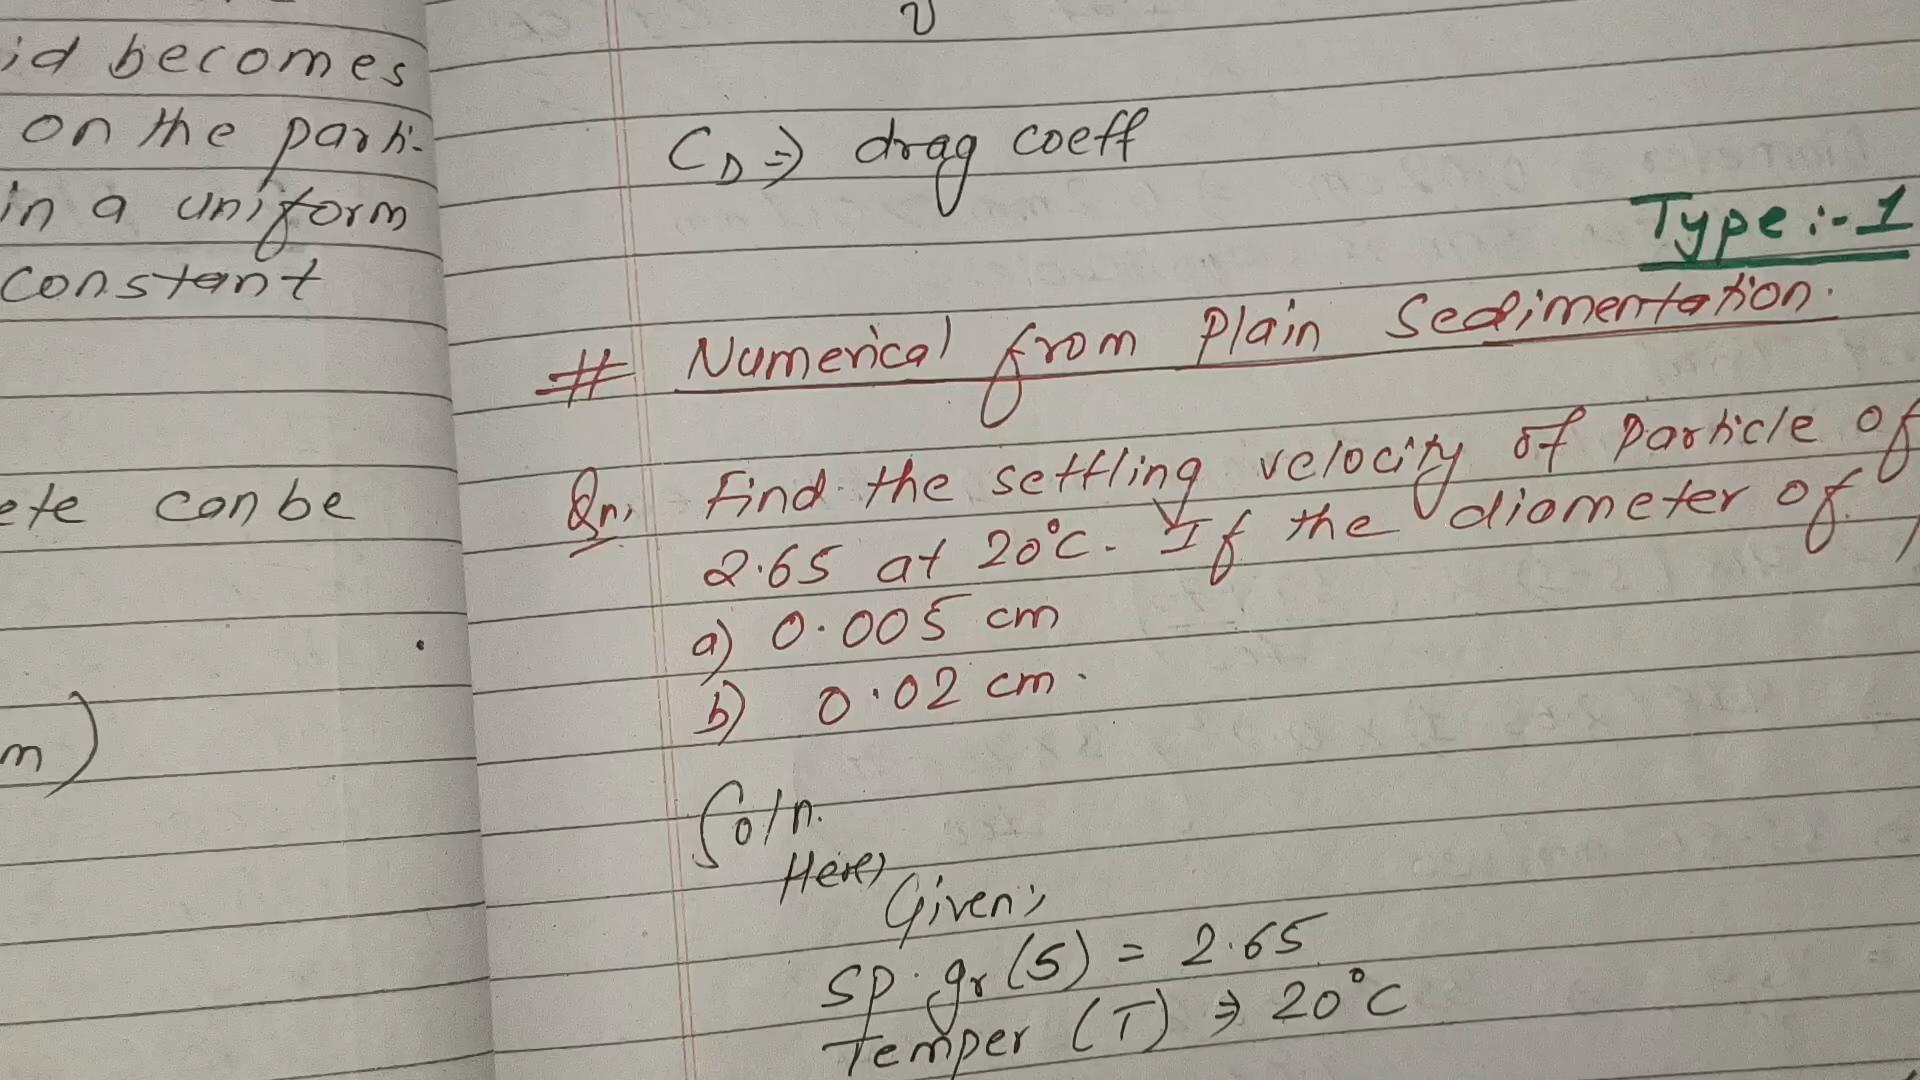 id becomes
on the parti-
in a uniform
constant
ete can be
m)
υ
CD ⇒ drag coeff
Type :- 1
# Numerical from Plain Sedimentation.
Qn, Find the settling velocity of Particle of
2.65 at 20°C. If the diameter of
a) 0.005 cm
b) 0.02 cm.
Soln.
Here,
Given,
SP. gr (S) = 2.65
Temper (T) ⇒ 20°C